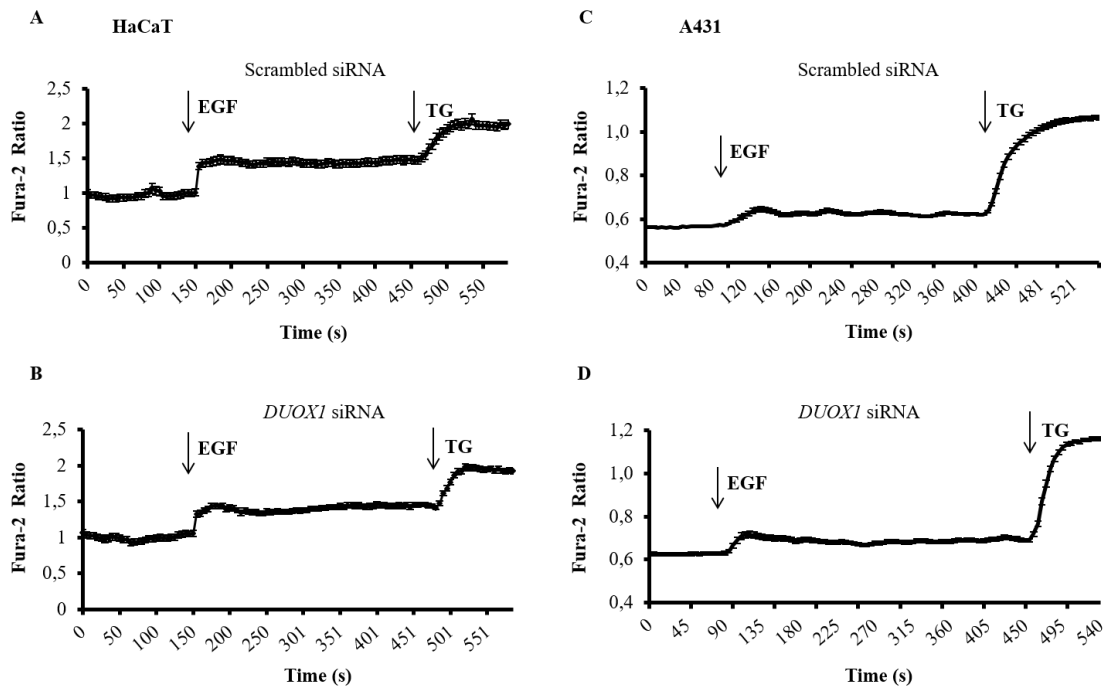 A
HaCaT
Scrambled siRNA
EGF
TG
Fura-2 Ratio
2,5
2
1,5
1
0,5
0
0 50 100 150 200 250 300 350 400 450 500 550
Time (s)
B
DUOX1 siRNA
EGF
TG
Fura-2 Ratio
2,5
2
1,5
1
0,5
0
0 50 100 150 200 250 301 351 401 451 501 551
Time (s)
C
A431
Scrambled siRNA
EGF
TG
Fura-2 Ratio
1,2
1,0
0,8
0,6
0,4
0 40 80 120 160 200 240 280 320 360 400 440 481 521
Time (s)
D
DUOX1 siRNA
EGF
TG
Fura-2 Ratio
1,2
1,0
0,8
0,6
0,4
0 45 90 135 180 225 270 315 360 405 450 495 540
Time (s)